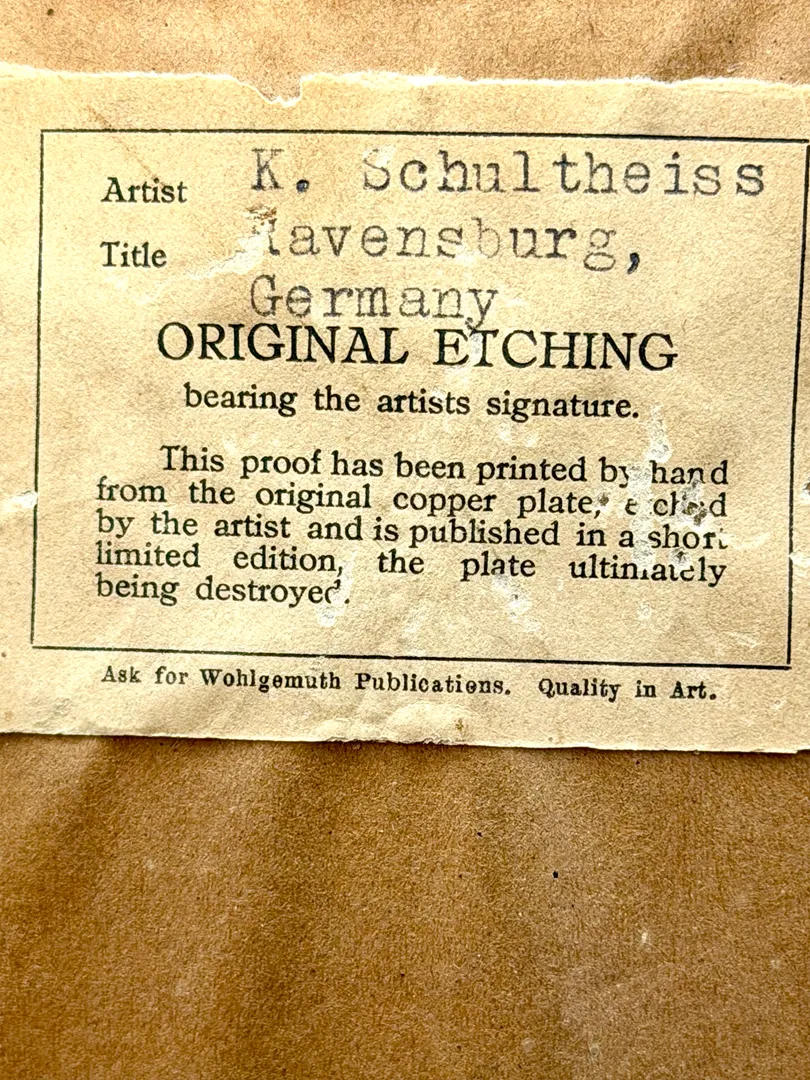 Artist K. Schultheiss
Title Ravensburg,
Germany
ORIGINAL ETCHING
bearing the artists signature.
This proof has been printed by hand
from the original copper plate, etched
by the artist and is published in a short
limited edition, the plate ultimately
being destroyed.
Ask for Wohlgemuth Publications. Quality in Art.